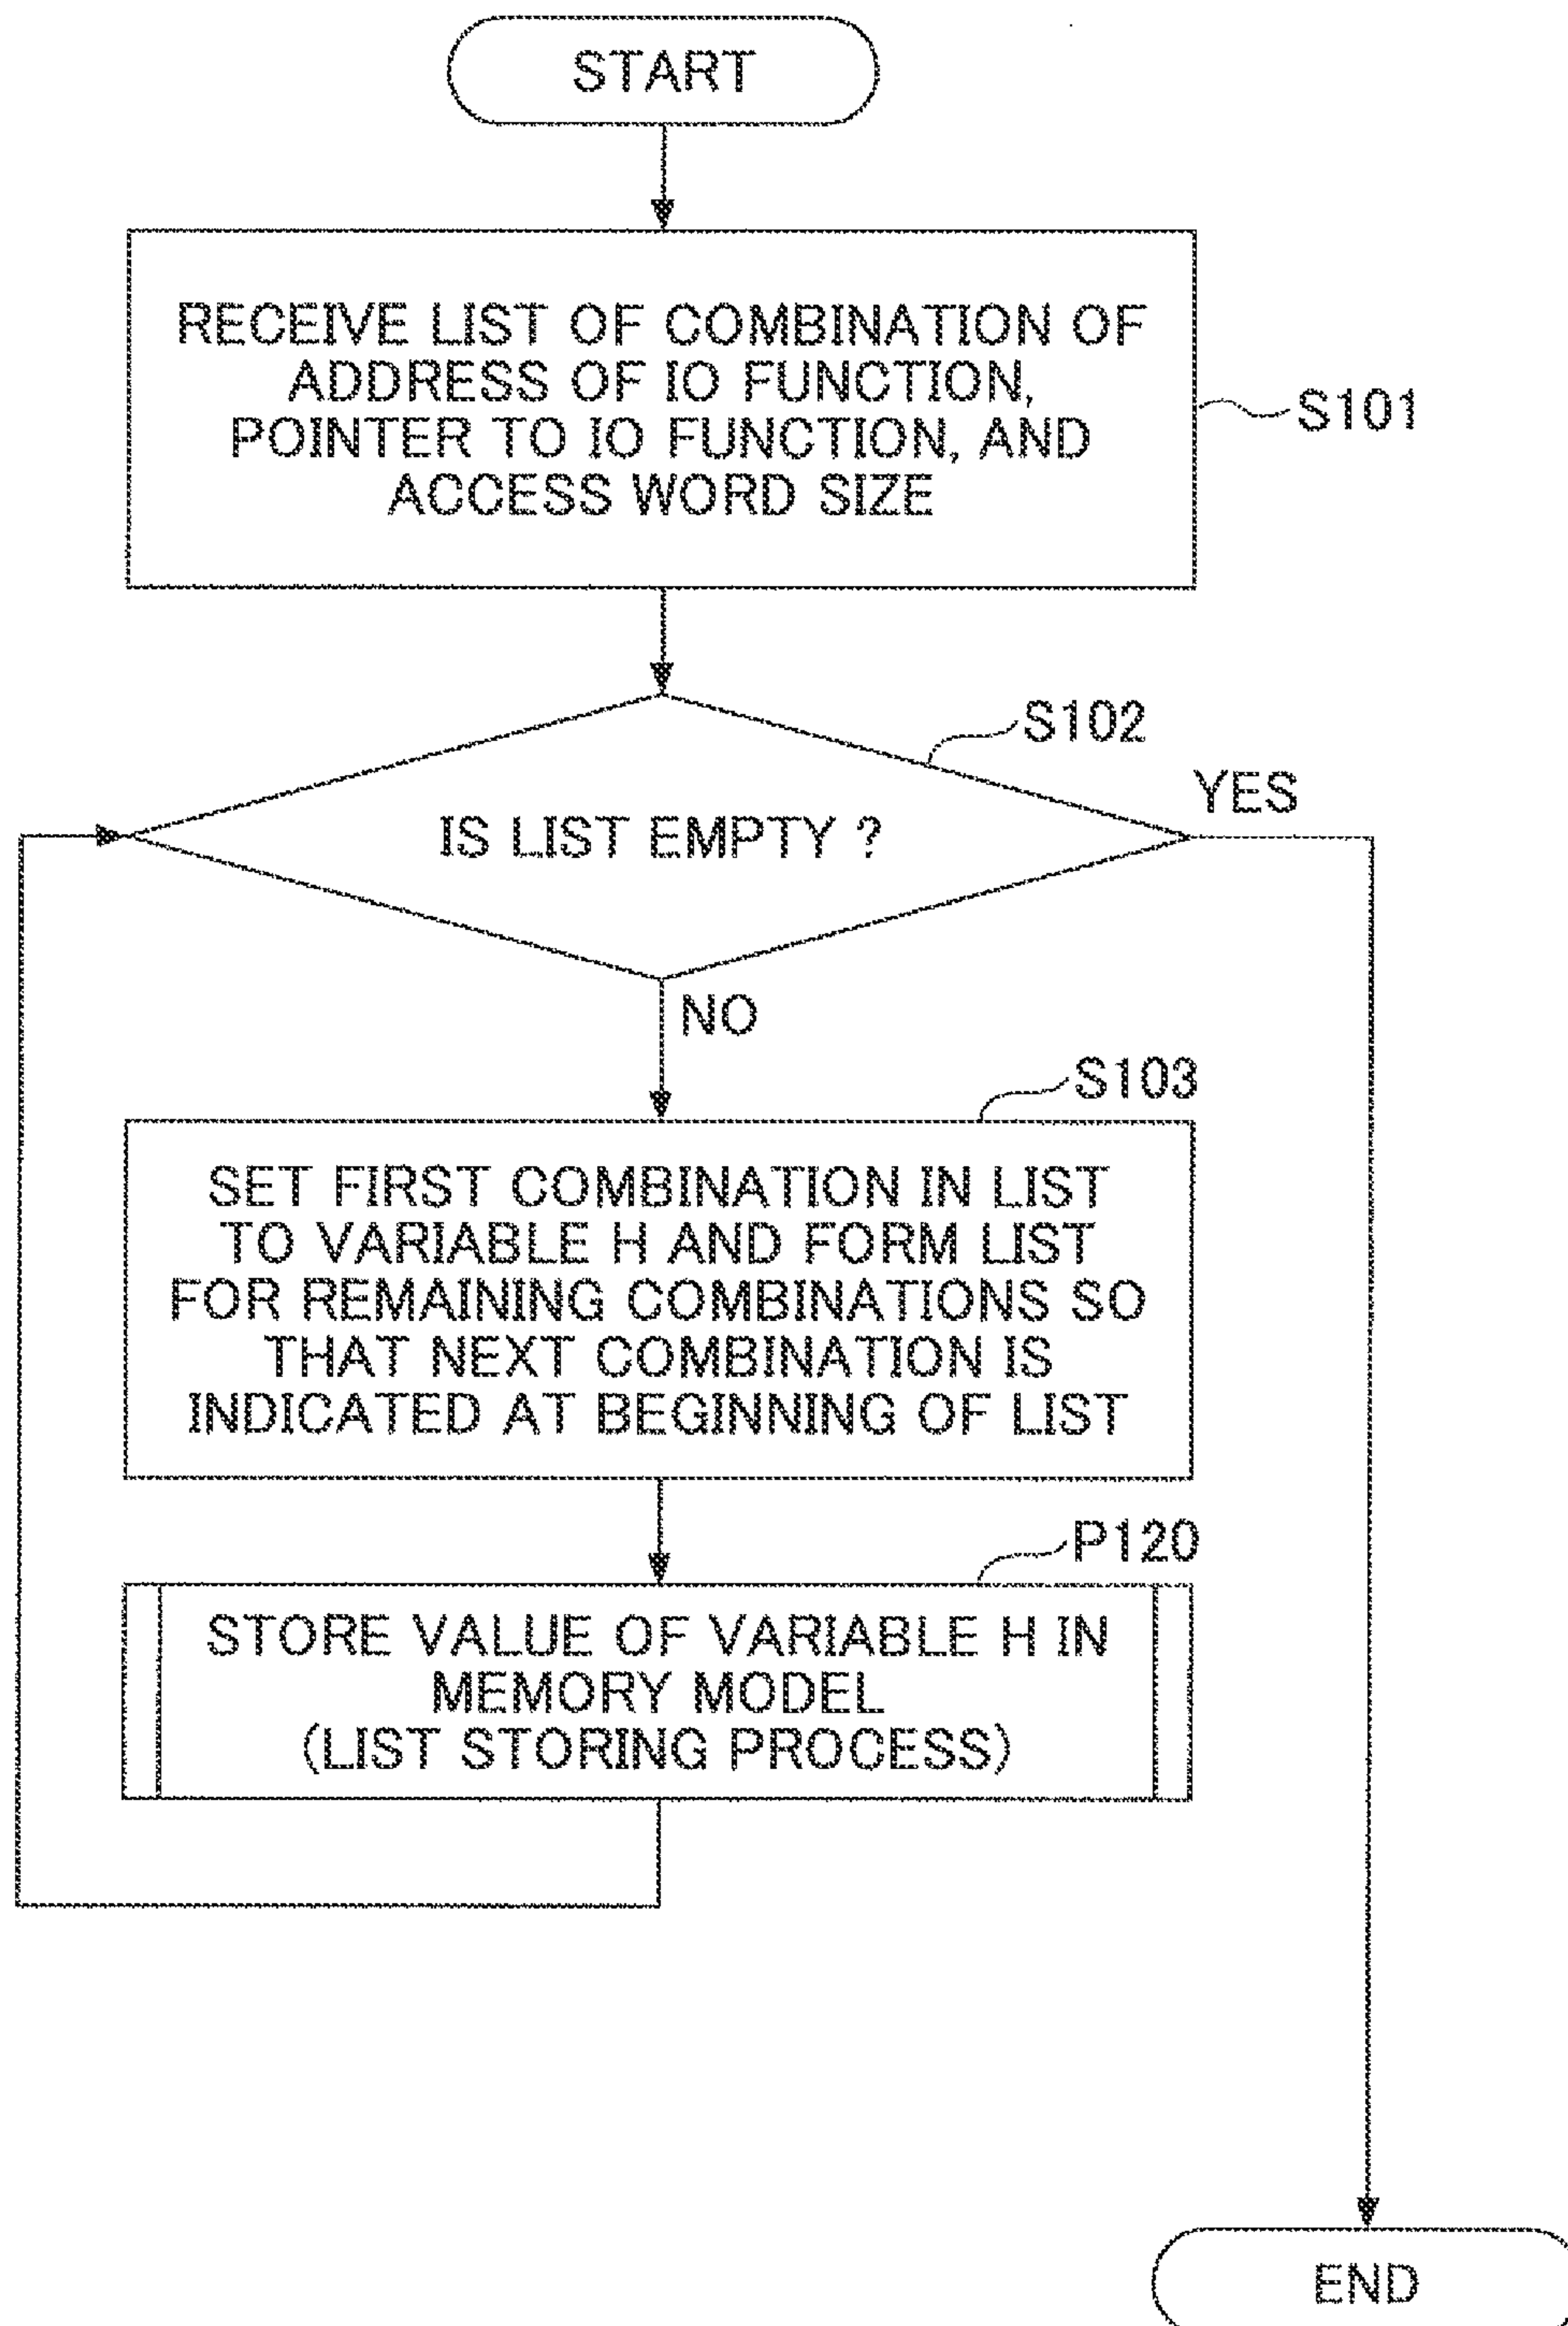 START
RECEIVE LIST OF COMBINATION OF
ADDRESS OF IO FUNCTION,
POINTER TO IO FUNCTION, AND
ACCESS WORD SIZE
S101
S102
YES
IS LIST EMPTY ?
NO
S103
SET FIRST COMBINATION IN LIST
TO VARIABLE H AND FORM LIST
FOR REMAINING COMBINATIONS SO
THAT NEXT COMBINATION IS
INDICATED AT BEGINNING OF LIST
P120
STORE VALUE OF VARIABLE H IN
MEMORY MODEL
(LIST STORING PROCESS)
END